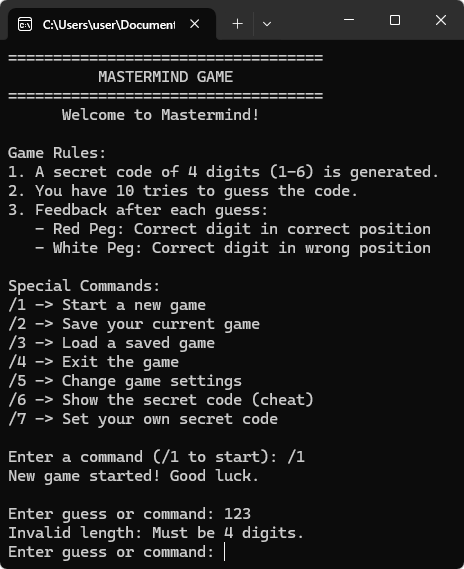 C:\Users\user\Document
===================================
MASTERMIND GAME
===================================
Welcome to Mastermind!
Game Rules:
1. A secret code of 4 digits (1-6) is generated.
2. You have 10 tries to guess the code.
3. Feedback after each guess:
- Red Peg: Correct digit in correct position
- White Peg: Correct digit in wrong position
Special Commands:
/1 -> Start a new game
/2 -> Save your current game
/3 -> Load a saved game
/4 -> Exit the game
/5 -> Change game settings
/6 -> Show the secret code (cheat)
/7 -> Set your own secret code
Enter a command (/1 to start): /1
New game started! Good luck.
Enter guess or command: 123
Invalid length: Must be 4 digits.
Enter guess or command: